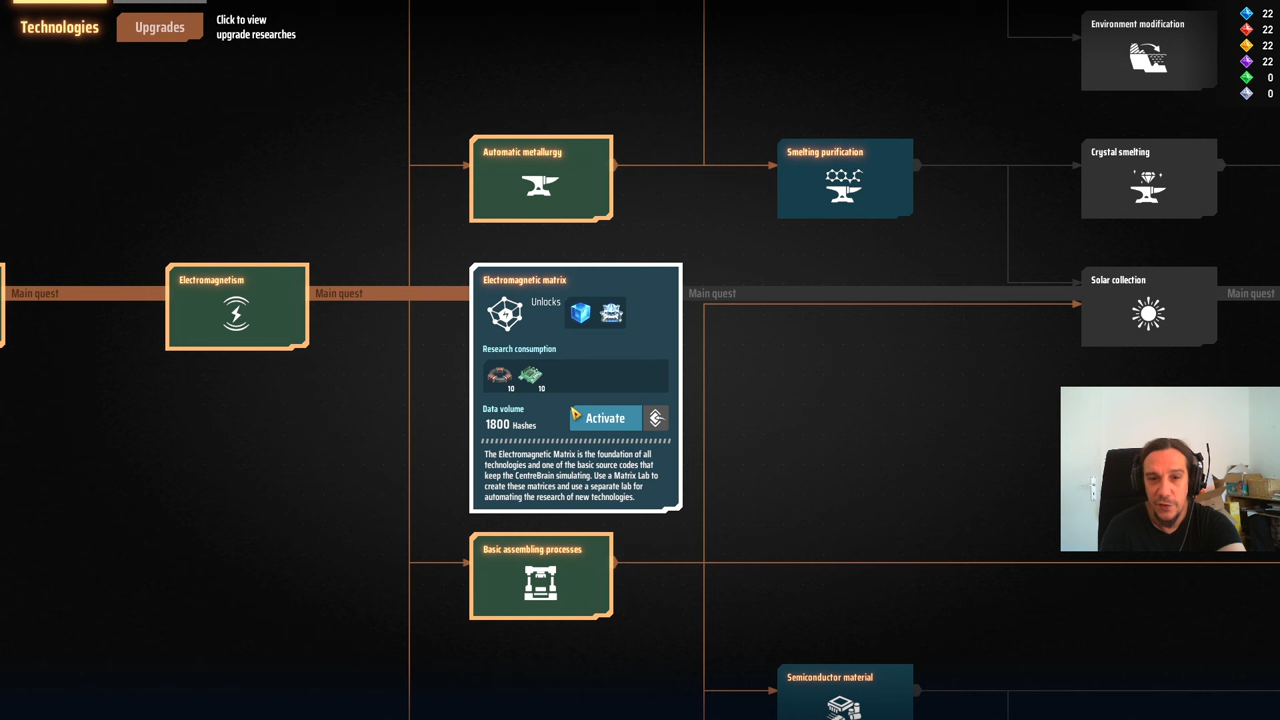 Technologies
Upgrades
Click to view
upgrade researches
22
22
22
22
0
0
Environment modification
Automatic metallurgy
Smelting purification
Crystal smelting
Main quest
Electromagnetism
Main quest
Electromagnetic matrix
Unlocks
Research consumption
10
10
Data volume
1800 Hashes
Activate
The Electromagnetic Matrix is the foundation of all
technologies and one of the basic source codes that
keep the CentreBrain simulating. Use a Matrix Lab to
create these matrices and use a separate lab for
automating the research of new technologies.
Main quest
Solar collection
Main quest
Basic assembling processes
Semiconductor material